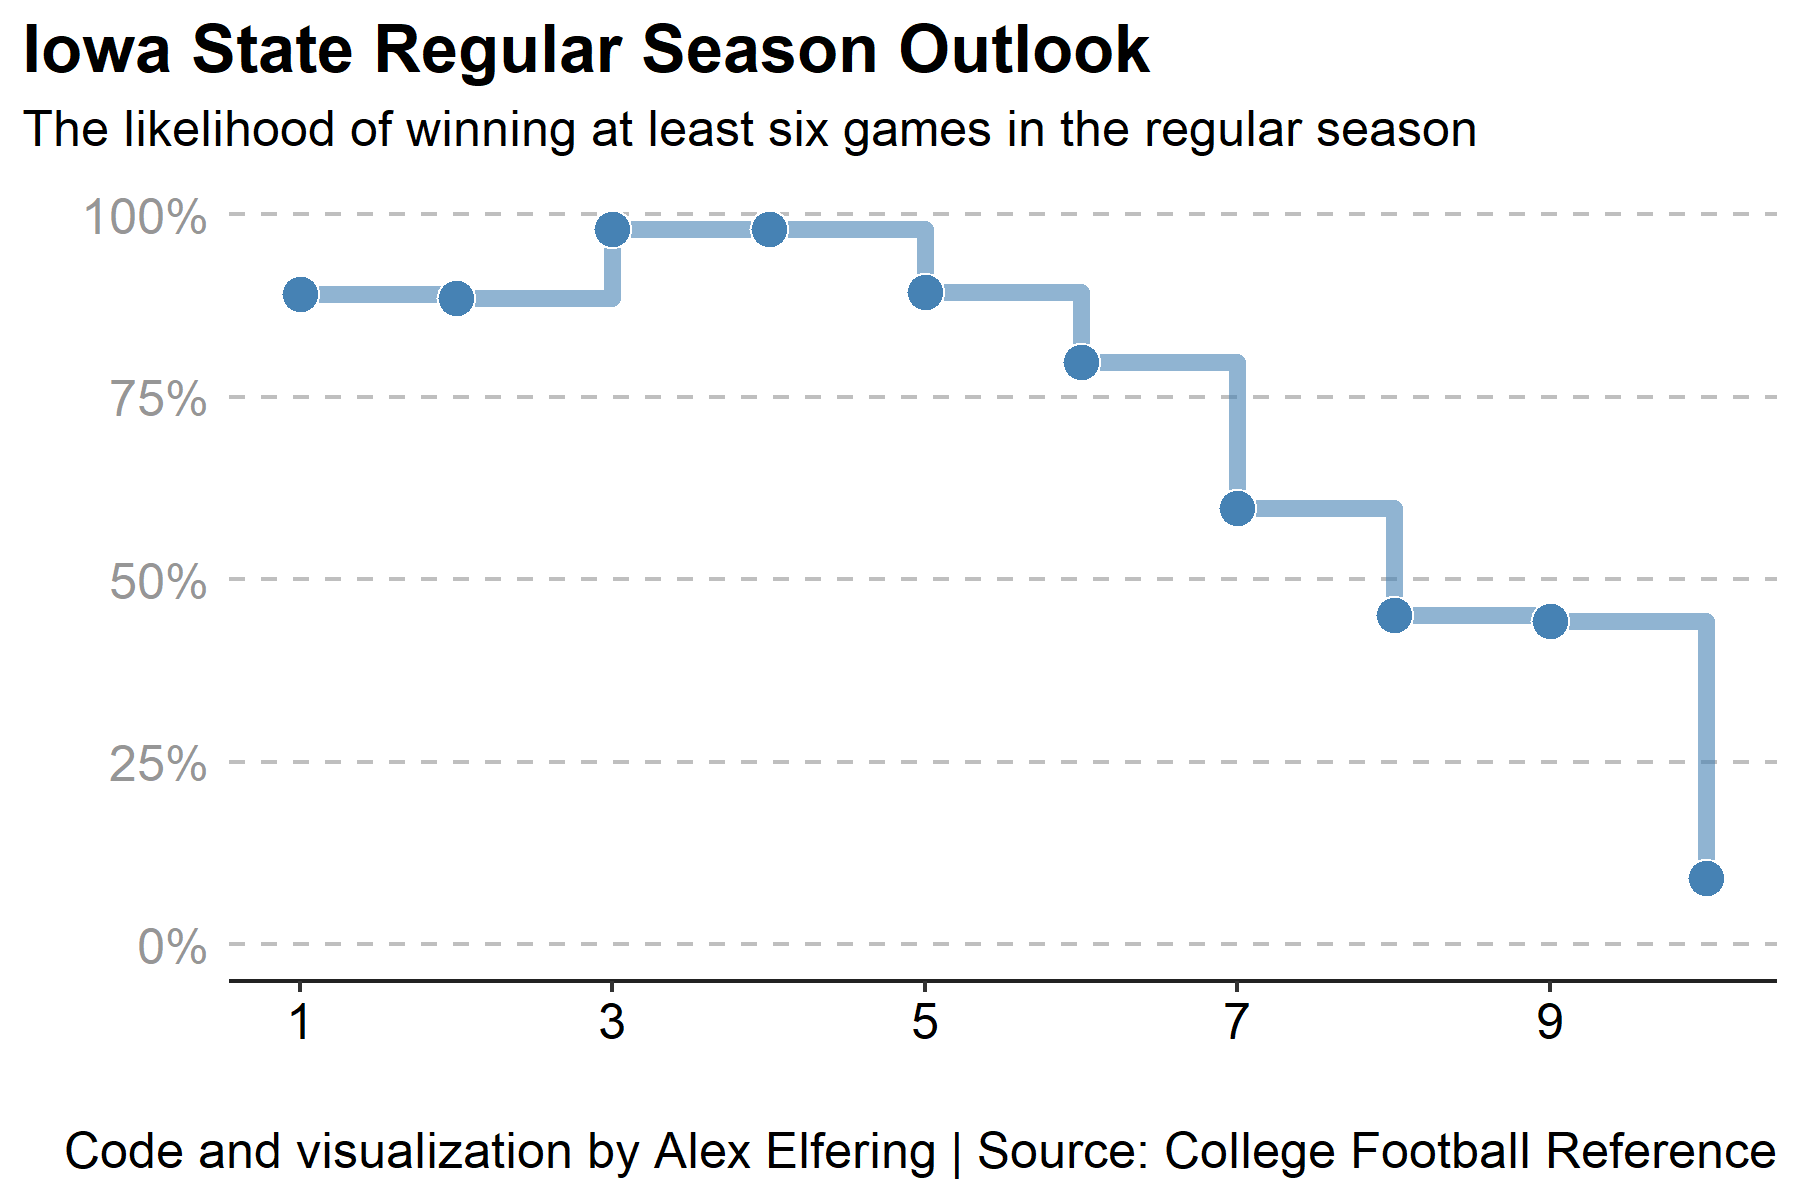 Iowa State Regular Season Outlook
The likelihood of winning at least six games in the regular season
100%
75%
50%
25%
0%
1 3 5 7 9
Code and visualization by Alex Elfering | Source: College Football Reference